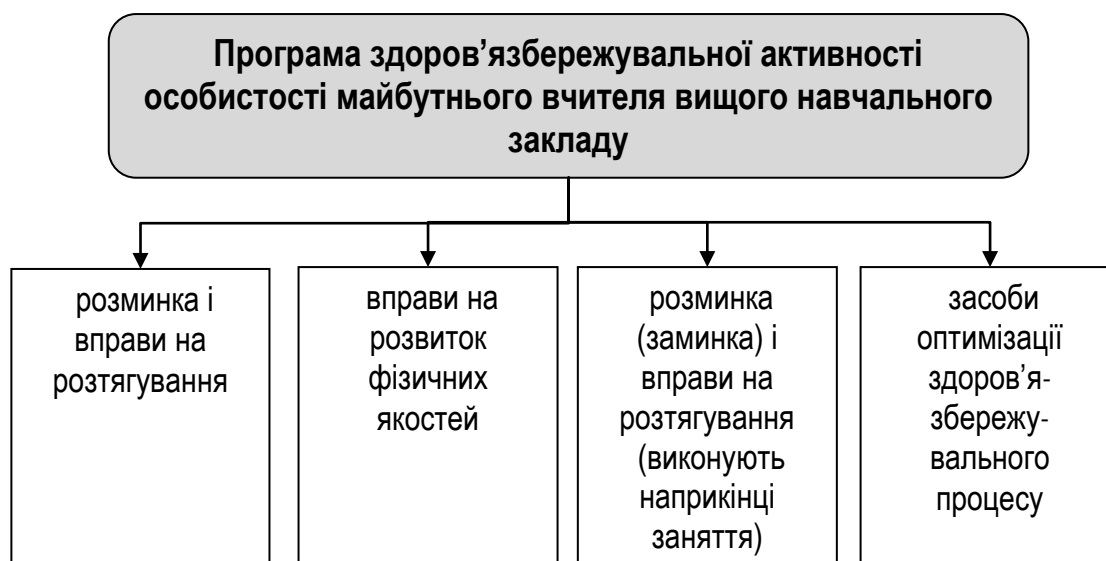 Програма здоров’язбережувальної активності
особистості майбутнього вчителя вищого навчального
закладу
розминка і
вправи на
розтягування
вправи на
розвиток
фізичних
якостей
розминка
(заминка) і
вправи на
розтягування
(виконують
наприкінці
заняття)
засоби
оптимізації
здоров’я-
збережу-
вального
процесу